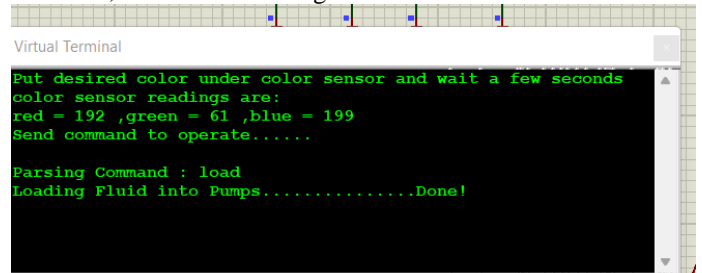 Virtual Terminal
Put desired color under color sensor and wait a few seconds
color sensor readings are:
red = 192 ,green = 61 ,blue = 199
Send command to operate......
Parsing Command : load
Loading Fluid into Pumps...............Done!